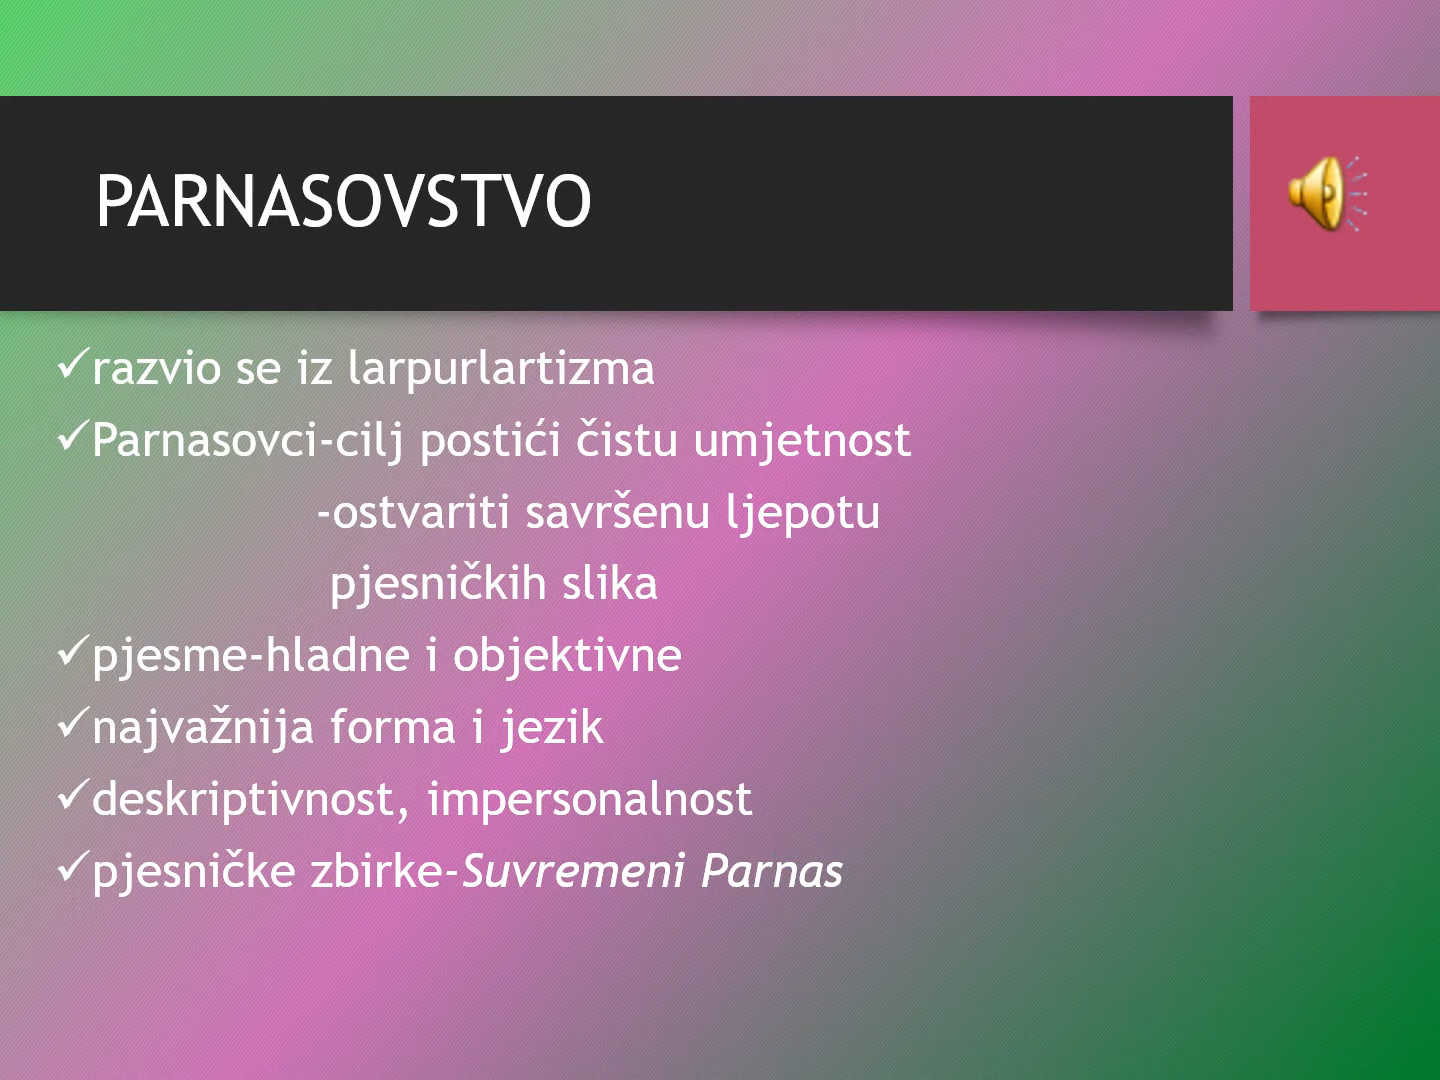 PARNASOVSTVO
✓razvio se iz larpurlartizma
✓Parnasovci-cilj postići čistu umjetnost
-ostvariti savršenu ljepotu
pjesničkih slika
✓pjesme-hladne i objektivne
✓najvažnija forma i jezik
✓deskriptivnost, impersonalnost
✓pjesničke zbirke-Suvremeni Parnas